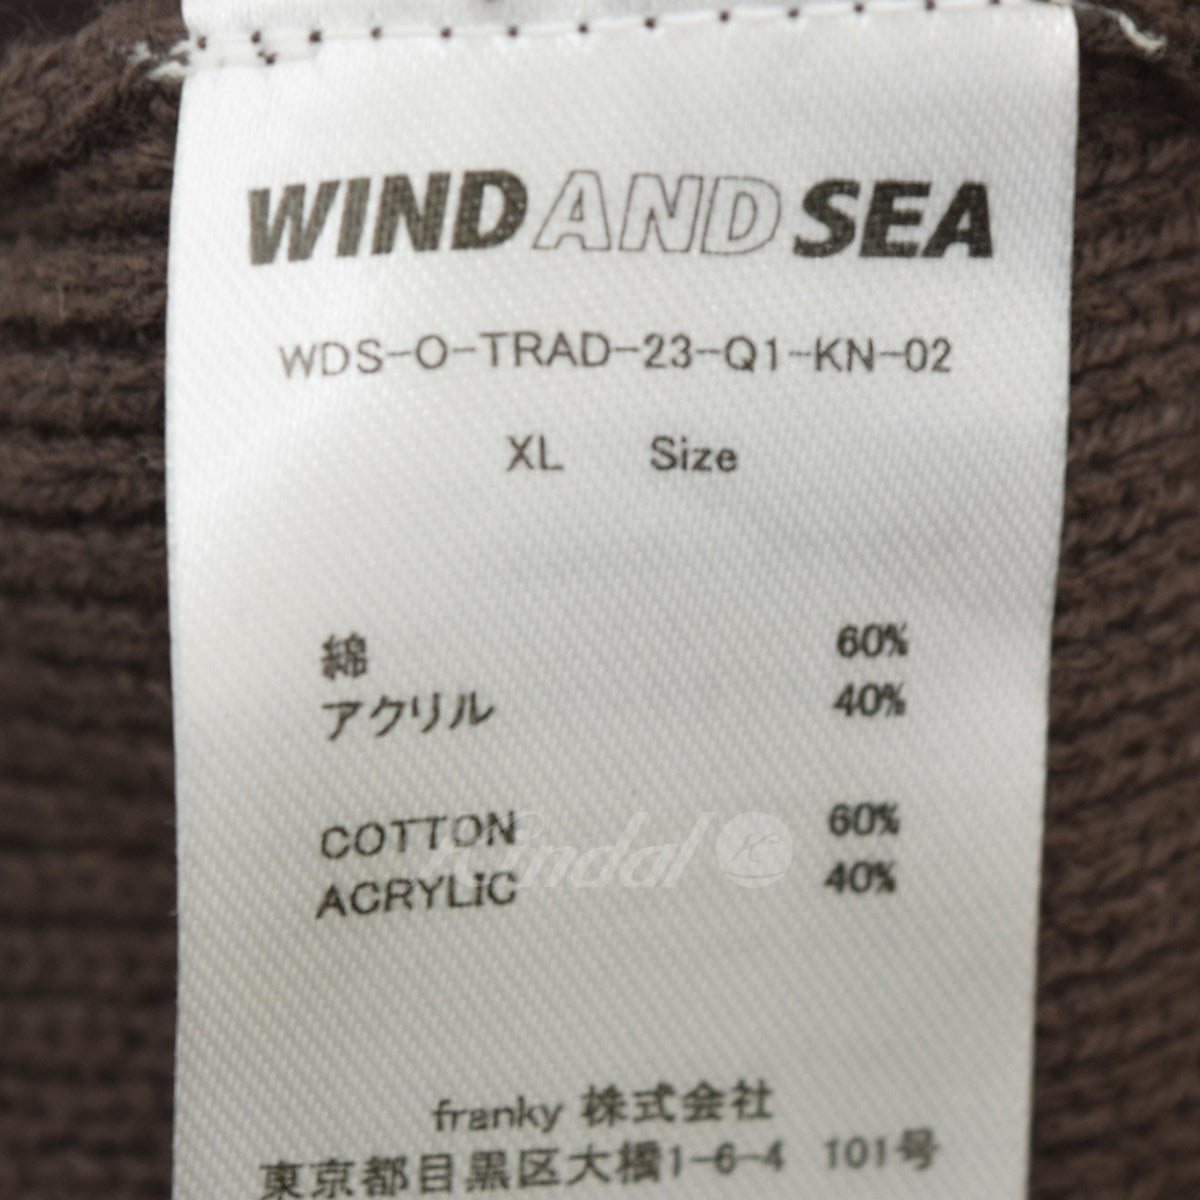 WIND AND SEA
WDS-O-TRAD-23-Q1-KN-02
XL Size
綿 60%
アクリル 40%
COTTON 60%
ACRYLIC 40%
Kindal
franky 株式会社
東京都目黒区大橋1-6-4 101号